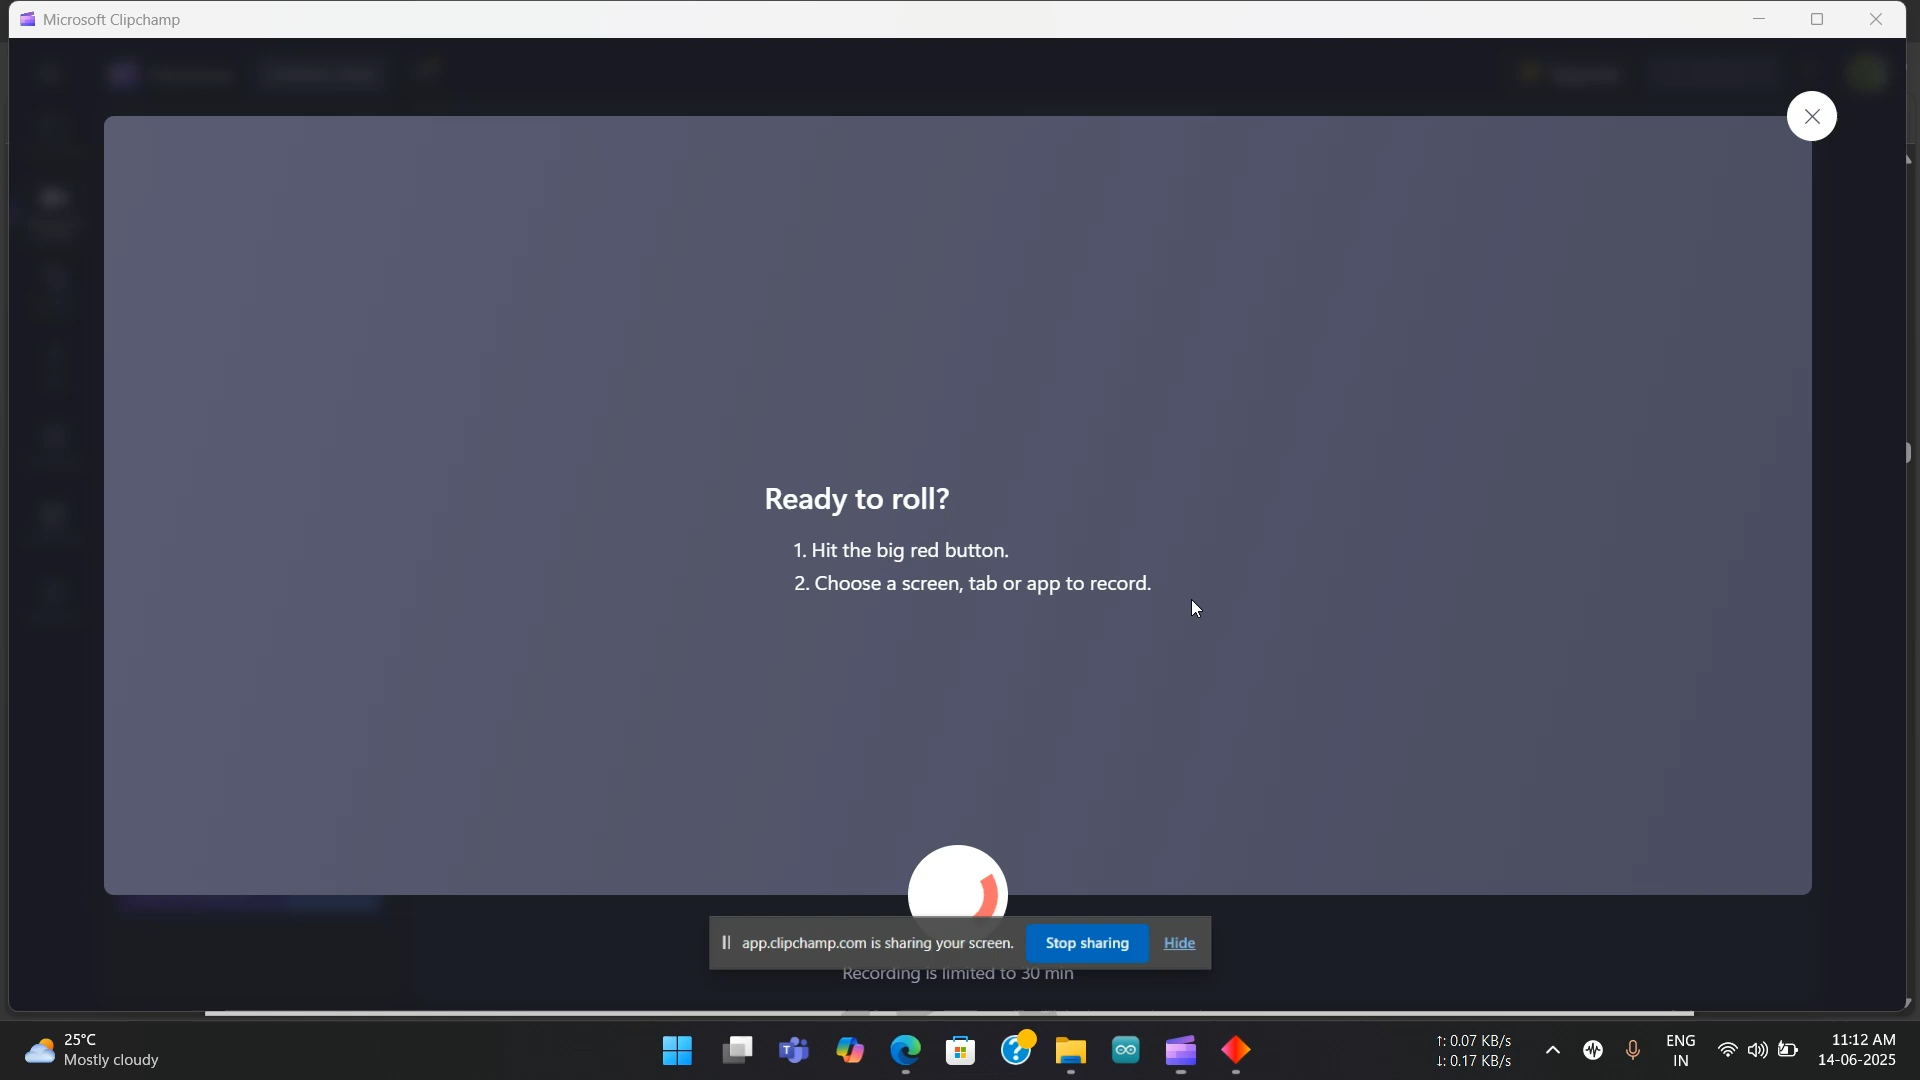 Microsoft Clipchamp
Ready to roll?
1. Hit the big red button.
2. Choose a screen, tab or app to record.
app.clipchamp.com is sharing your screen.
Stop sharing
Hide
Recording is limited to 30 min
25°C
Mostly cloudy
↑: 0.07 KB/s
↓: 0.17 KB/s
ENG
IN
11:12 AM
14-06-2025